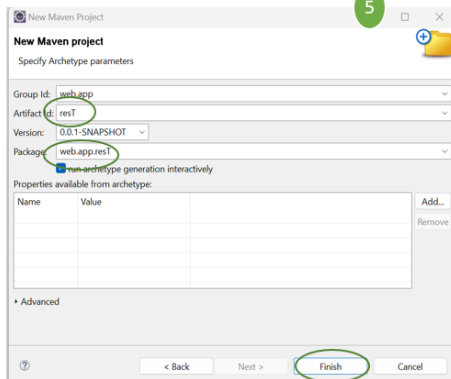 5
New Maven Project
New Maven project
Specify Archetype parameters
Group Id: web.app
Artifact Id: resT
Version: 0.0.1-SNAPSHOT
Package: web.app.resT
run archetype generation interactively
Properties available from archetype:
Name Value
Add...
Remove
Advanced
? < Back Next > Finish Cancel